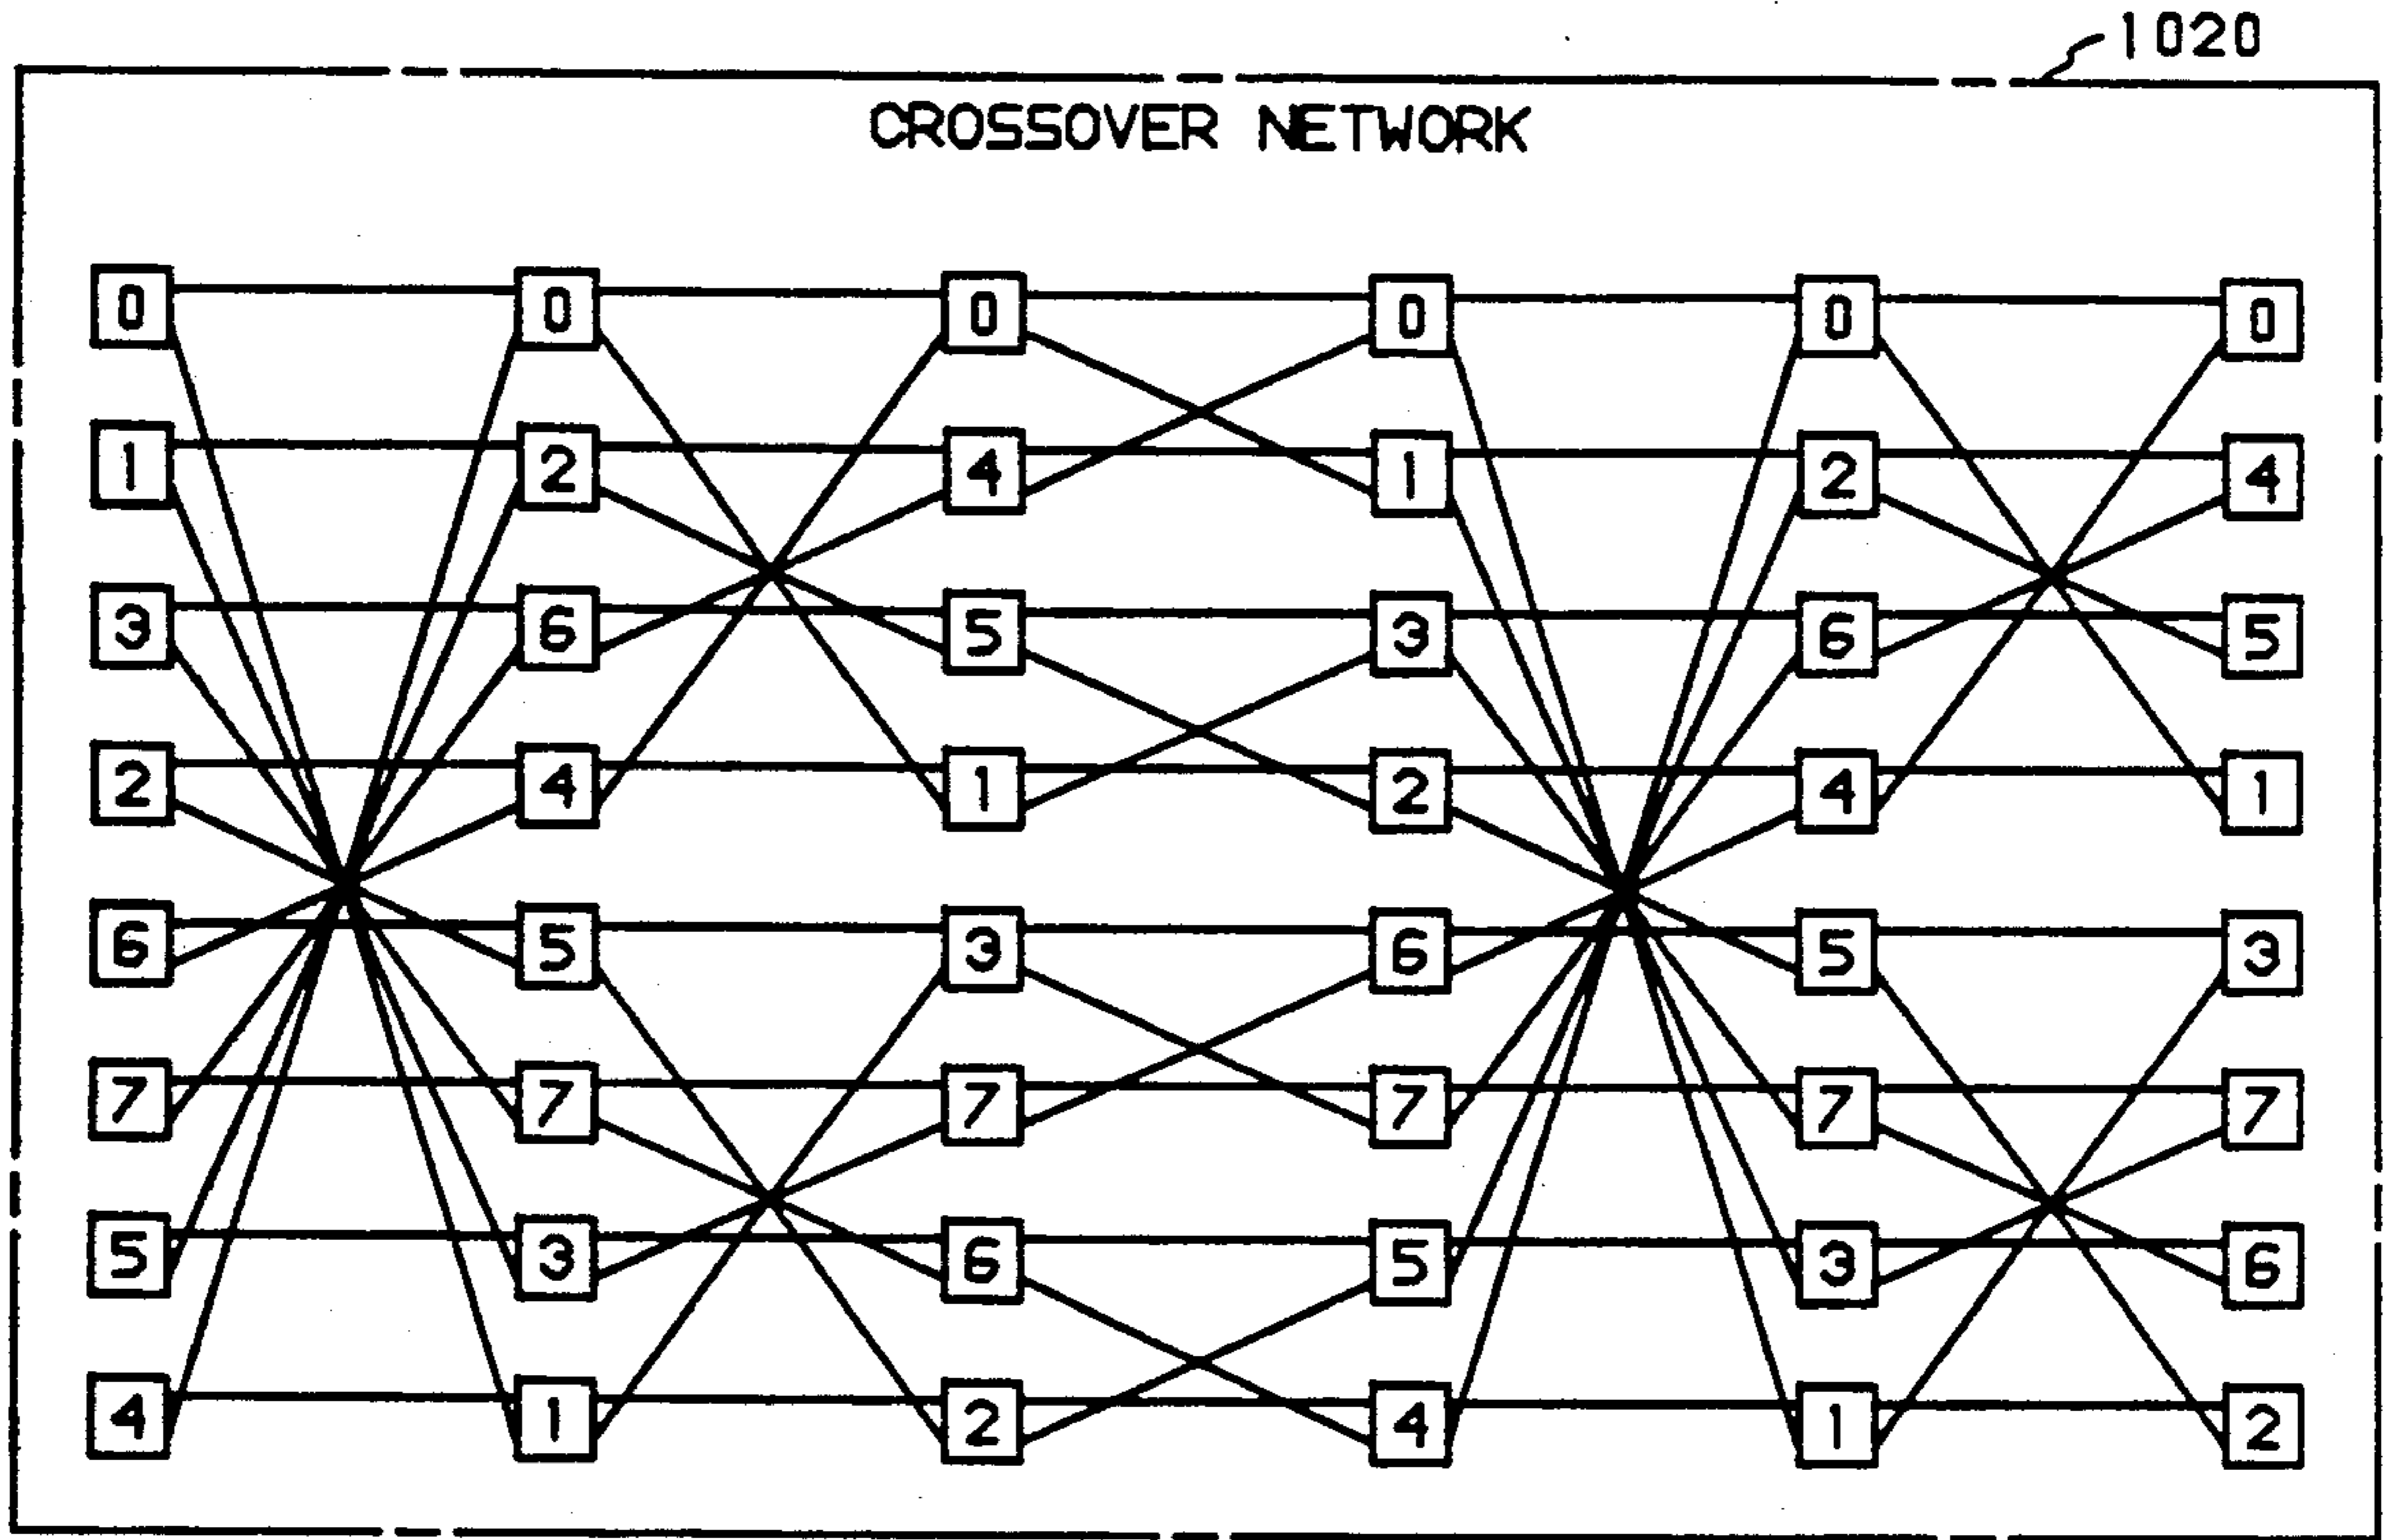 1020
CROSSOVER NETWORK
0 0 0 0 0 0
1 2 4 1 2 4
3 6 5 3 6 5
2 4 1 2 4 1
6 5 3 6 5 3
7 7 7 7 7 7
5 3 6 5 3 6
4 1 2 4 1 2